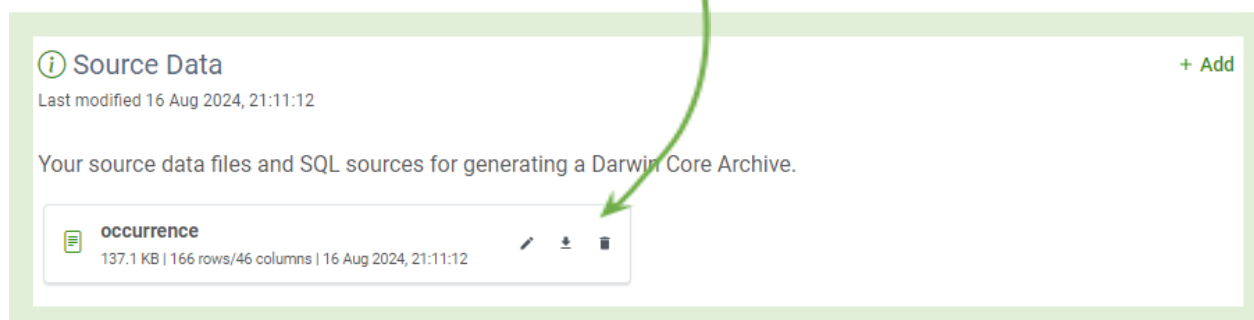 Source Data
+ Add
Last modified 16 Aug 2024, 21:11:12
Your source data files and SQL sources for generating a Darwin Core Archive.
occurrence
137.1 KB | 166 rows/46 columns | 16 Aug 2024, 21:11:12